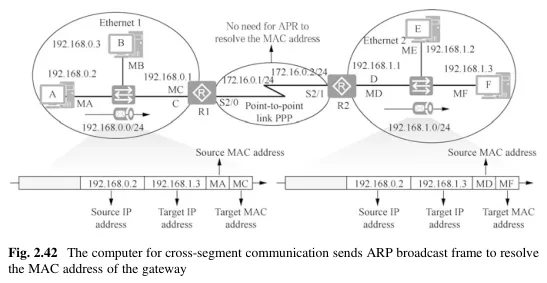 Ethernet 1
No need for APR to
resolve the MAC address
E
B
192.168.0.3
Ethernet 2
ME
192.168.1.2
MB
192.168.0.2
192.168.0.1
172.16.0.1/24
172.16.0.2/24
192.168.1.1
192.168.1.3
A
MA
MC
C
R1
S2/0
Point-to-point
link PPP
S2/1
R2
D
MD
MF
F
192.168.0.0/24
192.168.1.0/24
Source MAC address
Source MAC address
192.168.0.2 192.168.1.3 MA MC
192.168.0.2 192.168.1.3 MD MF
Source IP
address
Target IP
address
Target MAC
address
Source IP
address
Target IP
address
Target MAC
address
Fig. 2.42 The computer for cross-segment communication sends ARP broadcast frame to resolve
the MAC address of the gateway